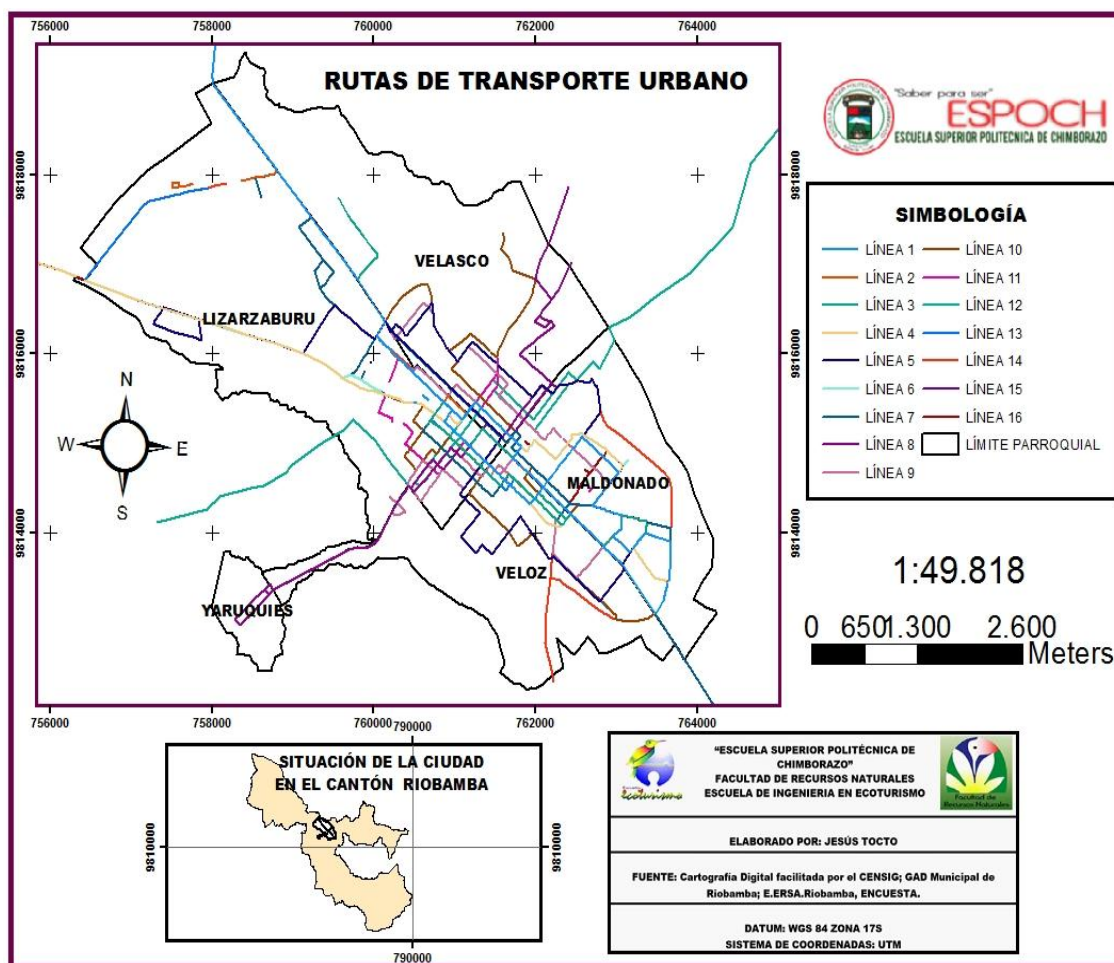 756000 758000 760000 762000 764000
RUTAS DE TRANSPORTE URBANO
9818000 9818000
9816000 9816000
9814000 9814000
VELASCO
LIZARZABURU
MALDONADO
VELOZ
YARUQUIES
N
W E
S
756000 758000 760000 762000 764000
"Saber para ser"
ESPOCH
ESCUELA SUPERIOR POLITECNICA DE CHIMBORAZO
SIMBOLOGÍA
LÍNEA 1 LÍNEA 10
LÍNEA 2 LÍNEA 11
LÍNEA 3 LÍNEA 12
LÍNEA 4 LÍNEA 13
LÍNEA 5 LÍNEA 14
LÍNEA 6 LÍNEA 15
LÍNEA 7 LÍNEA 16
LÍNEA 8 LÍMITE PARROQUIAL
LÍNEA 9
1:49.818
0 650 1.300 2.600
Meters
790000
SITUACIÓN DE LA CIUDAD
EN EL CANTÓN RIOBAMBA
9810000 9810000
790000
"ESCUELA SUPERIOR POLITÉCNICA DE
CHIMBORAZO"
FACULTAD DE RECURSOS NATURALES
ESCUELA DE INGENIERIA EN ECOTURISMO
Ecoturismo
Facultad de
Recursos Naturales
ELABORADO POR: JESÚS TOCTO
FUENTE: Cartografía Digital facilitada por el CENSIG; GAD Municipal de
Riobamba; E.ERSA.Riobamba, ENCUESTA.
DATUM: WGS 84 ZONA 17S
SISTEMA DE COORDENADAS: UTM